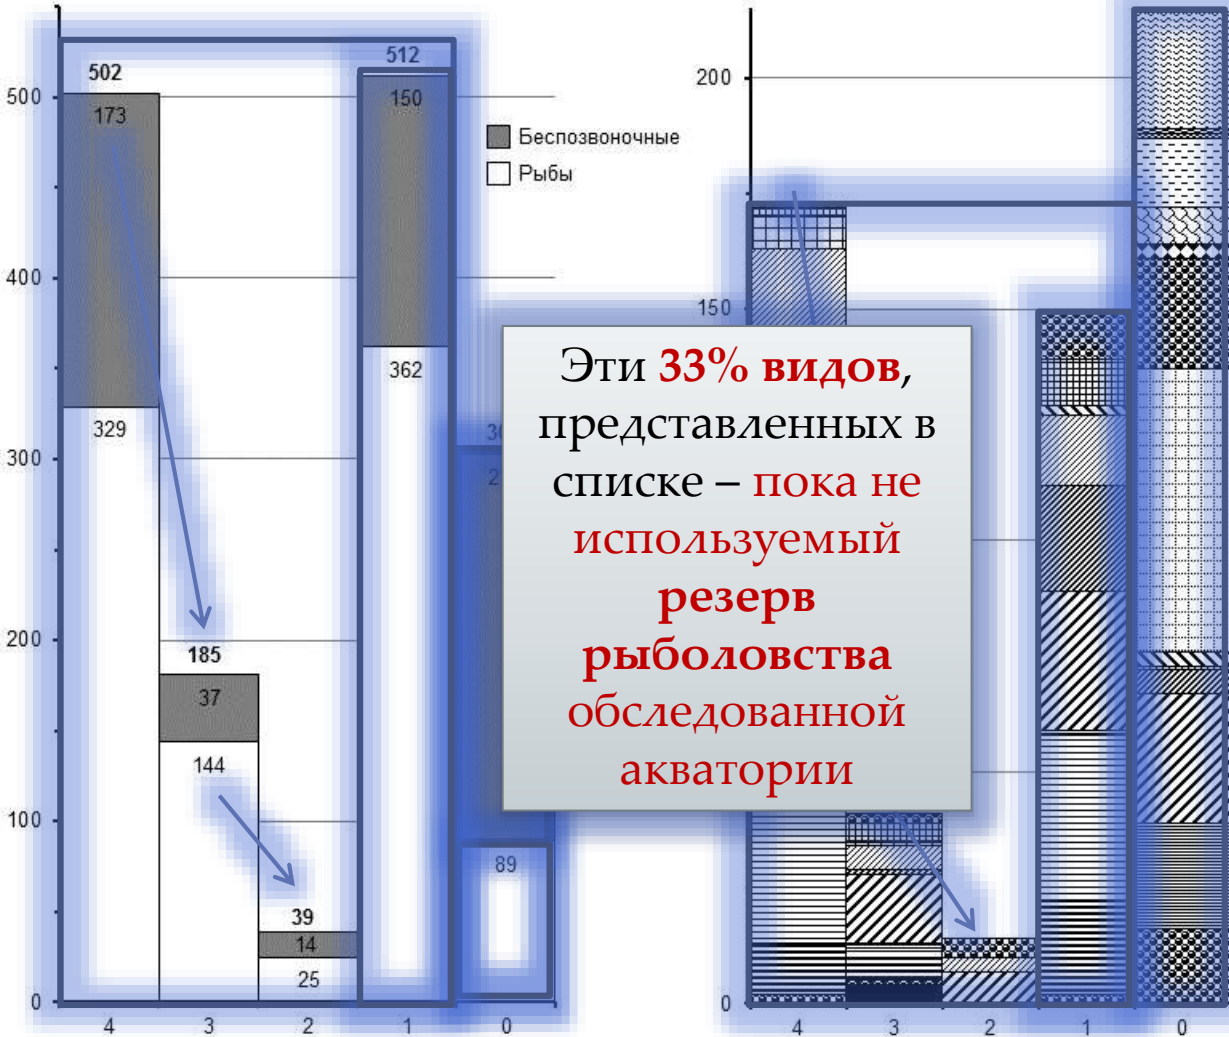 502
173
329
185
37
144
39
14
25
512
150
362
89
Беспозвоночные
Рыбы
500
400
300
200
100
0
4 3 2 1 0
200
150
0
4 3 2 1 0
Эти 33% видов,
представленных в
списке – пока не
используемый
резерв
рыболовства
обследованной
акватории